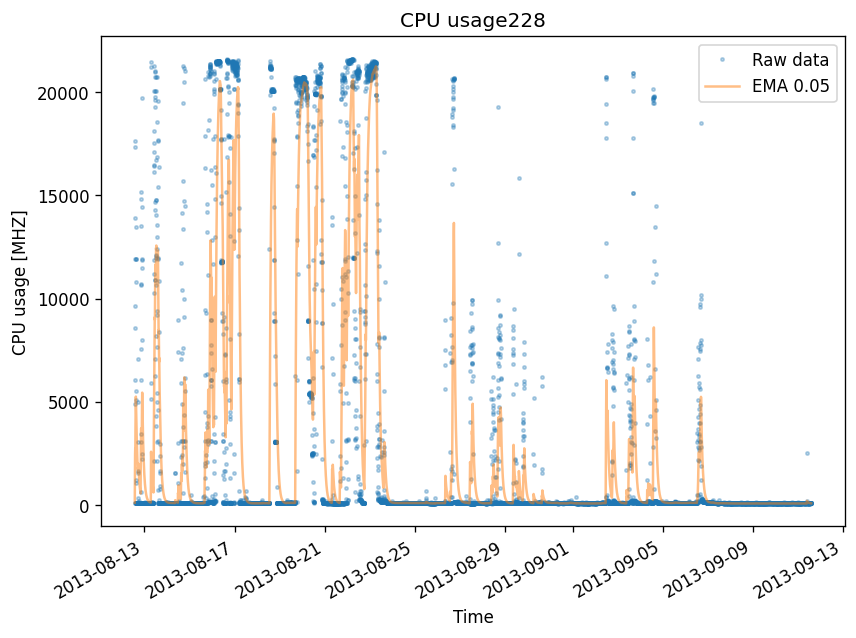 CPU usage228
Raw data
EMA 0.05
CPU usage [MHZ]
20000
15000
10000
5000
0
2013-08-13
2013-08-17
2013-08-21
2013-08-25
2013-08-29
2013-09-01
2013-09-05
2013-09-09
2013-09-13
Time